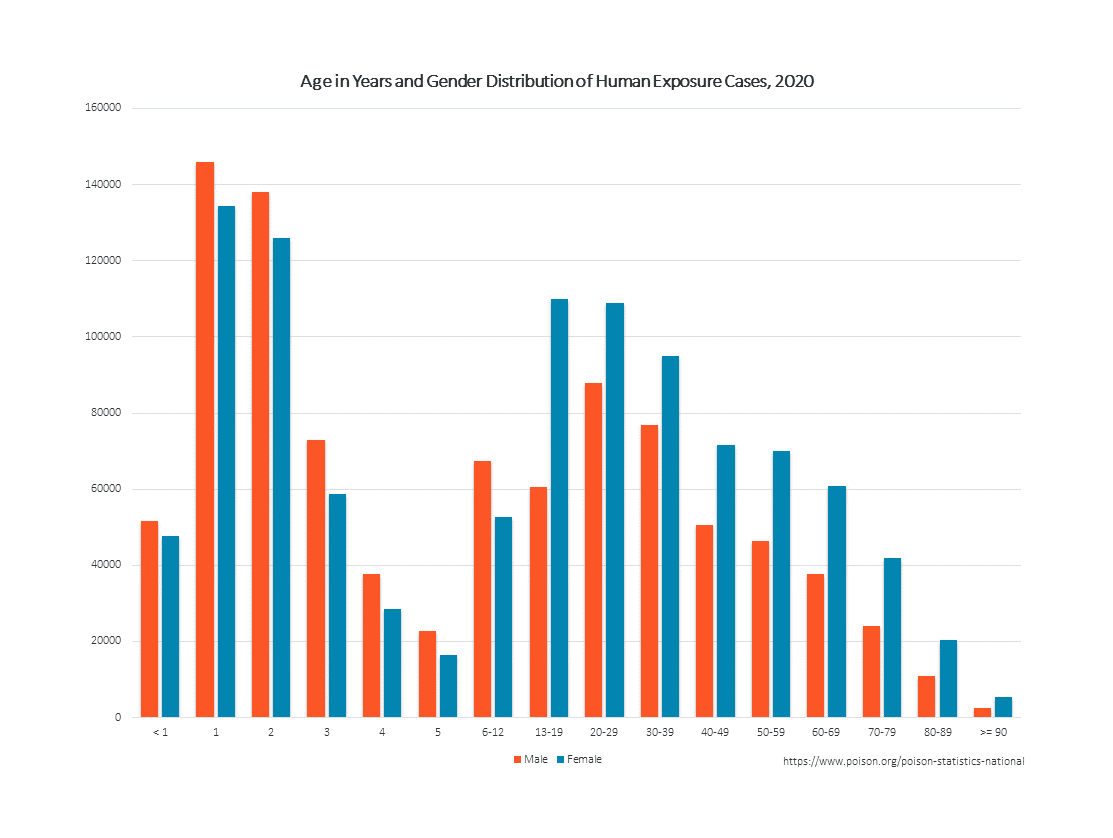 Age in Years and Gender Distribution of Human Exposure Cases, 2020
160000
140000
120000
100000
80000
60000
40000
20000
0
< 1 1 2 3 4 5 6-12 13-19 20-29 30-39 40-49 50-59 60-69 70-79 80-89 >= 90
Male Female
https://www.poison.org/poison-statistics-national